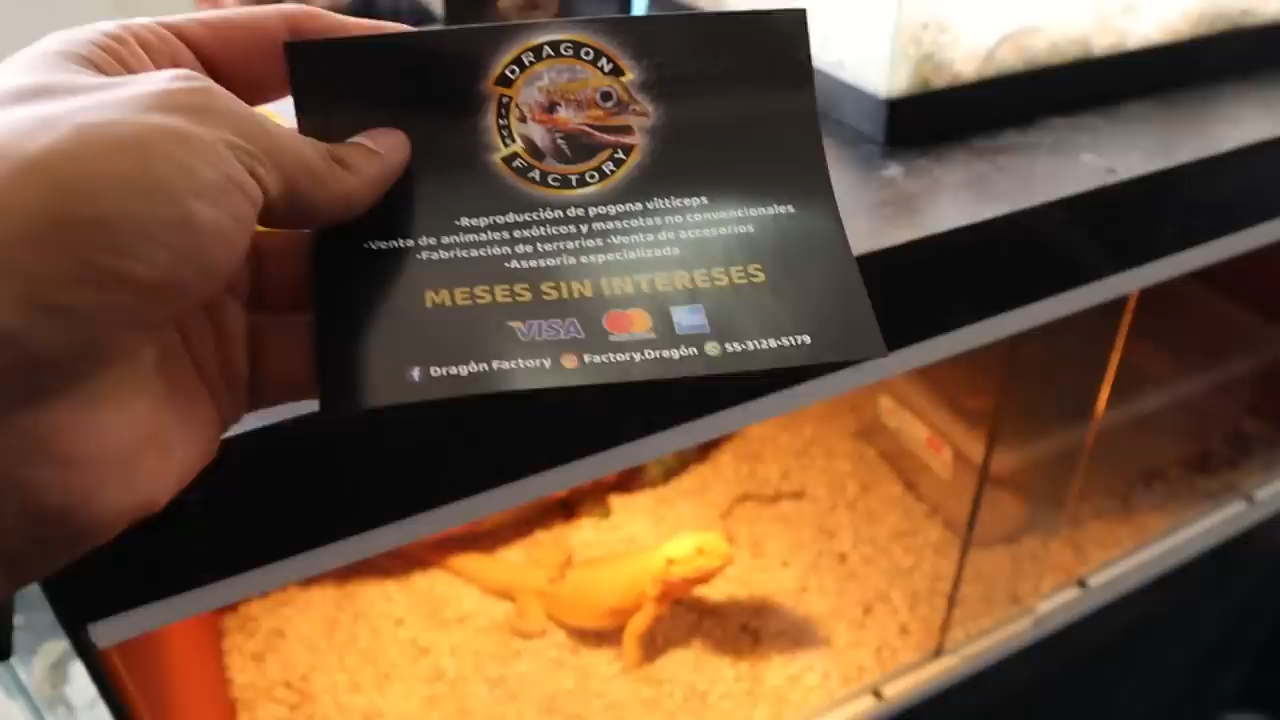 DRAGON
FACTORY
•Reproducción de pogona vitticeps
•Venta de animales exóticos y mascotas no convencionales
•Fabricación de terrarios •Venta de accesorios
•Asesoría especializada
MESES SIN INTERESES
VISA
Dragón Factory Factory.Dragón 55-3128-5179